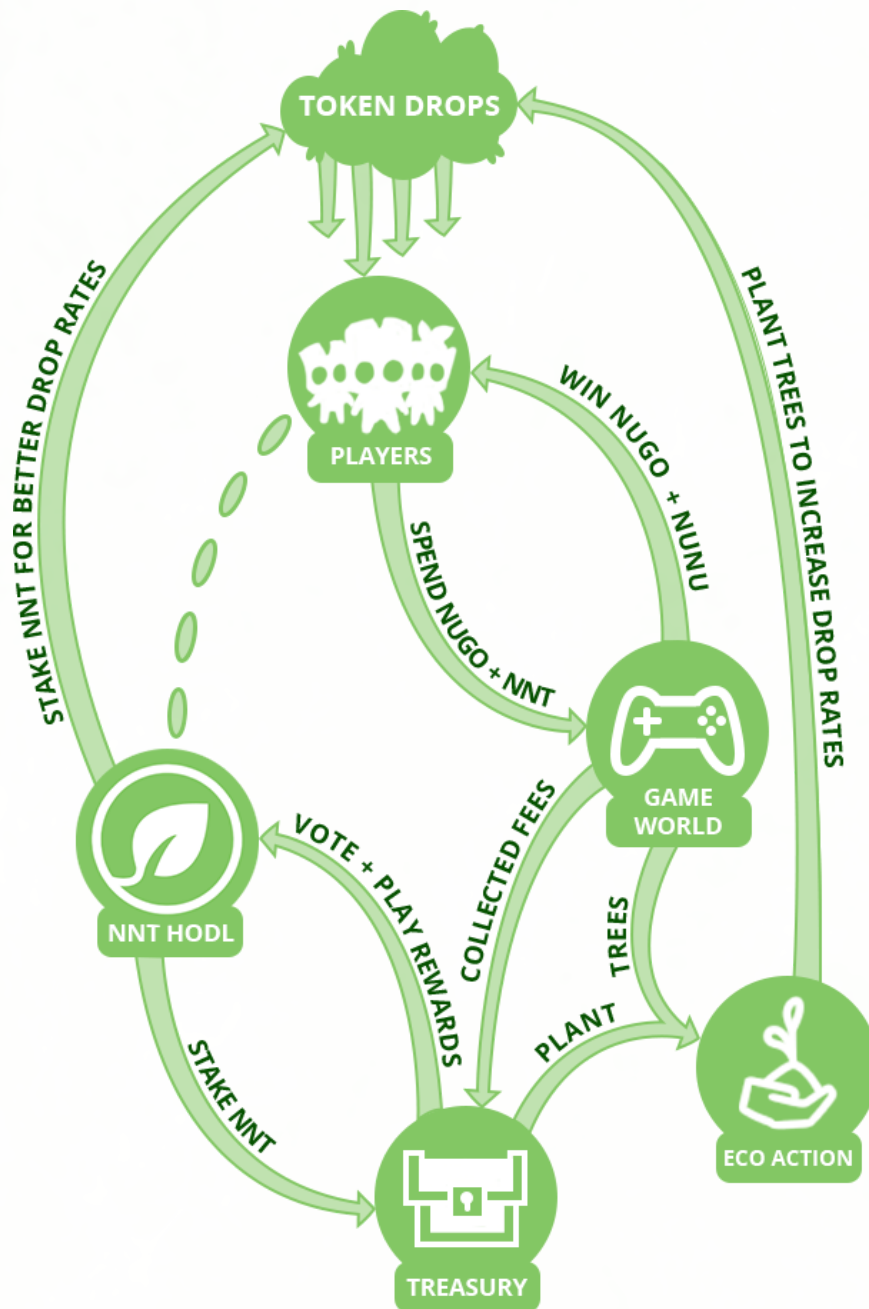 TOKEN DROPS
STAKE NNT FOR BETTER DROP RATES
PLANT TREES TO INCREASE DROP RATES
PLAYERS
WIN NUGO + NUNU
SPEND NUGO + NNT
GAME
WORLD
NNT HODL
VOTE + PLAY REWARDS
COLLECTED FEES
TREES
PLANT
STAKE NNT
ECO ACTION
TREASURY